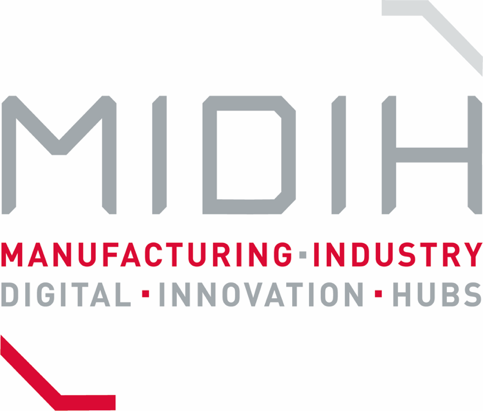 MIDIH
MANUFACTURING▪INDUSTRY
DIGITAL ▪ INNOVATION ▪ HUBS